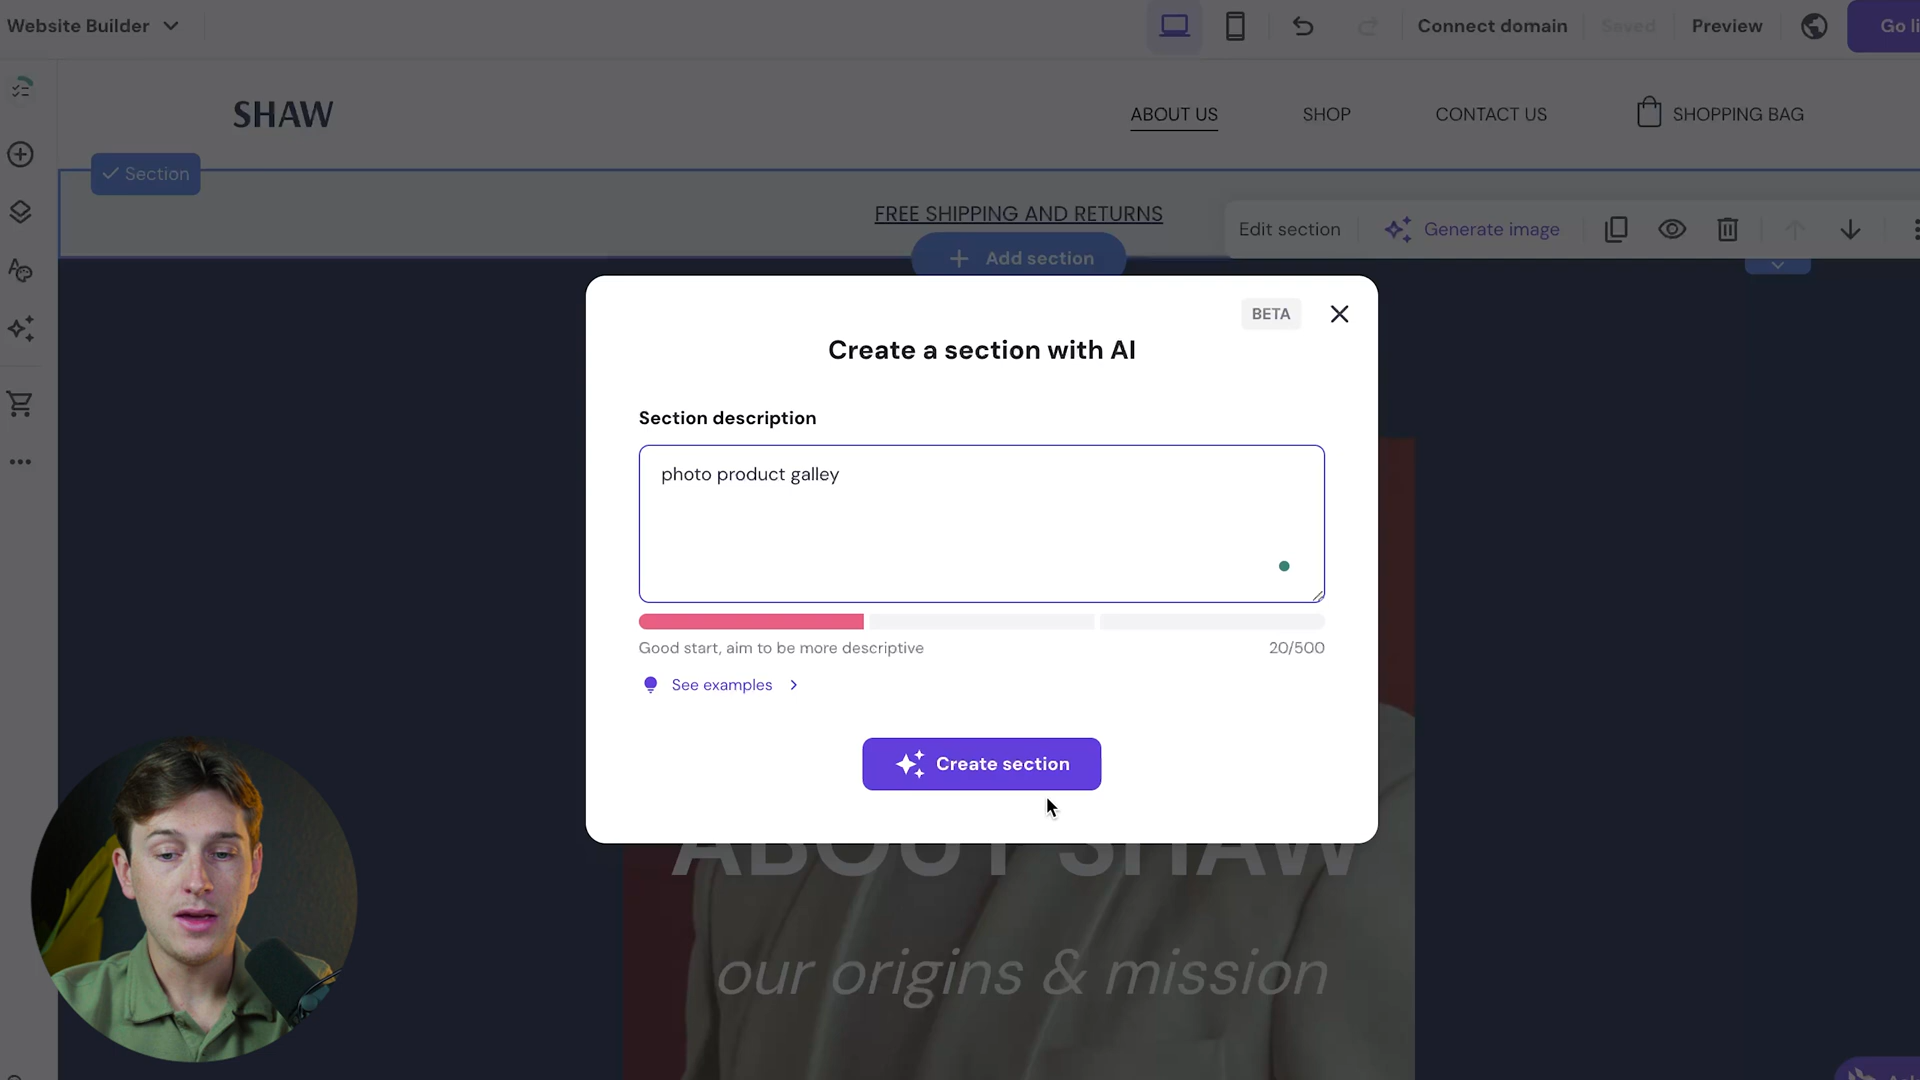 Website Builder
Connect domain
Saved
Preview
Go li
SHAW
ABOUT US
SHOP
CONTACT US
SHOPPING BAG
Section
FREE SHIPPING AND RETURNS
Edit section
Generate image
Add section
BETA
Create a section with AI
Section description
photo product galley
Good start, aim to be more descriptive
20/500
See examples
Create section
ABOUT SHAW
our origins & mission